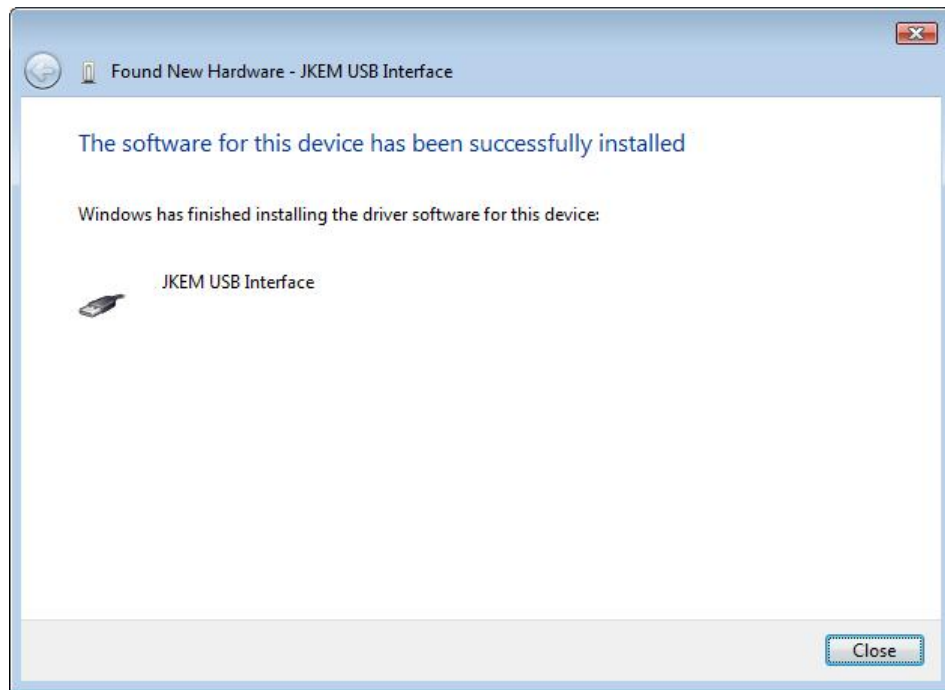 Found New Hardware - JKEM USB Interface
The software for this device has been successfully installed
Windows has finished installing the driver software for this device:
JKEM USB Interface
Close